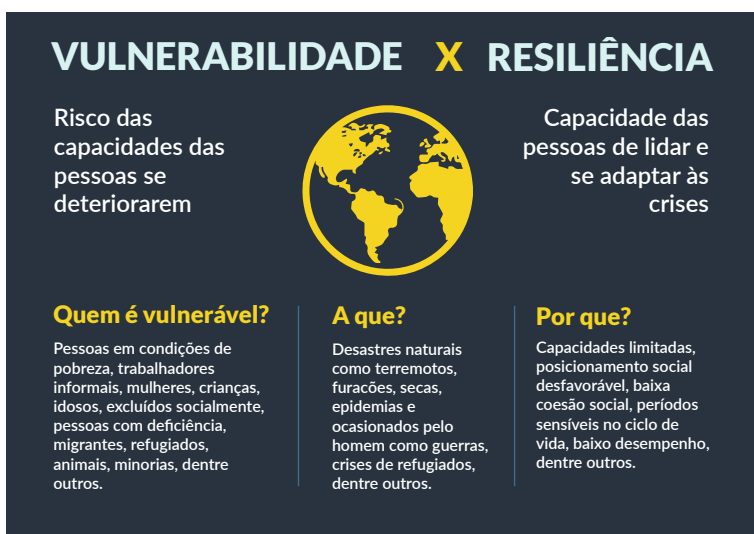 VULNERABILIDADE X RESILIÊNCIA
Risco das
capacidades das
pessoas se
deteriorarem
Capacidade das
pessoas de lidar e
se adaptar às
crises
Quem é vulnerável?
Pessoas em condições de
pobreza, trabalhadores
informais, mulheres, crianças,
idosos, excluídos socialmente,
pessoas com deficiência,
migrantes, refugiados,
animais, minorias, dentre
outros.
A que?
Desastres naturais
como terremotos,
furacões, secas,
epidemias e
ocasionados pelo
homem como guerras,
crises de refugiados,
dentre outros.
Por que?
Capacidades limitadas,
posicionamento social
desfavorável, baixa
coesão social, períodos
sensíveis no ciclo de
vida, baixo desempenho,
dentre outros.